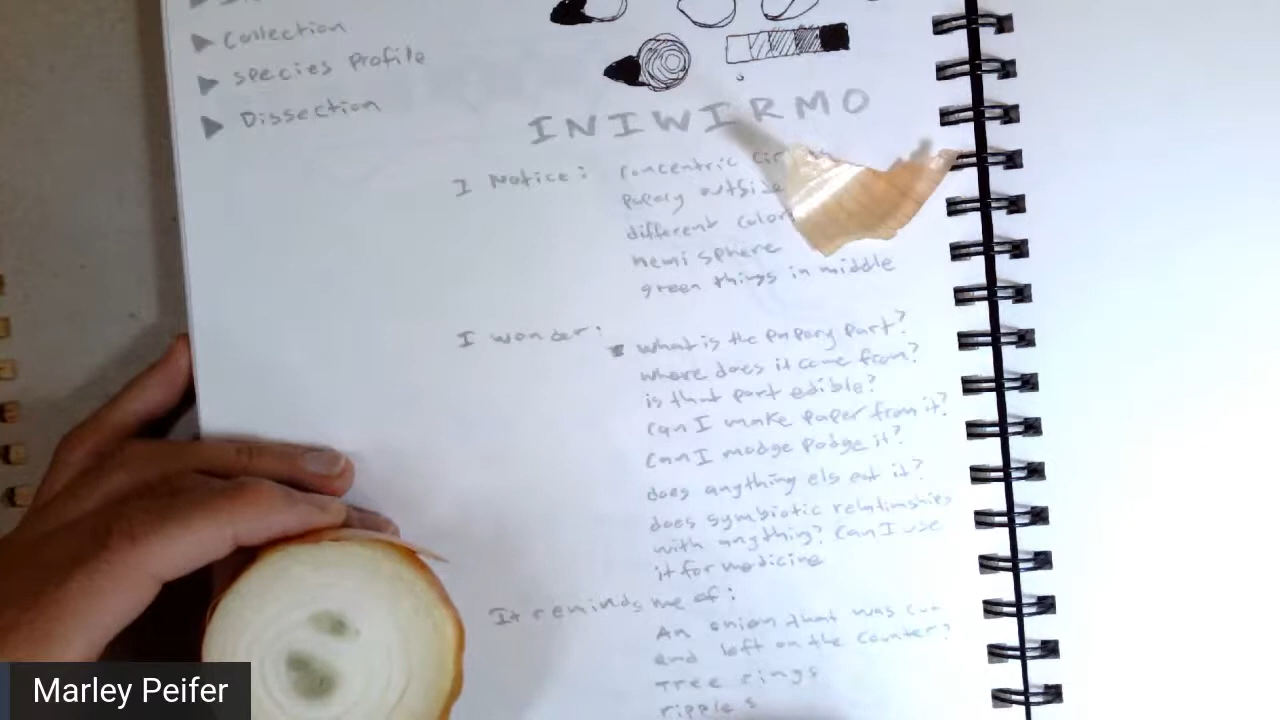 Collection
Species Profile
Dissection
INIWIRMO
I Notice: concentric
papery outside
different color
hemisphere
green things in middle
I wonder: what is the papery part?
where does it come from?
is that part edible?
can I make paper from it?
can I modge podge it?
does anything els eat it?
does symbiotic relationships
with anything? Can I use
it for medicine
It reminds me of:
An onion that was cut
and left on the counter?
Tree rings
ripples
Marley Peifer